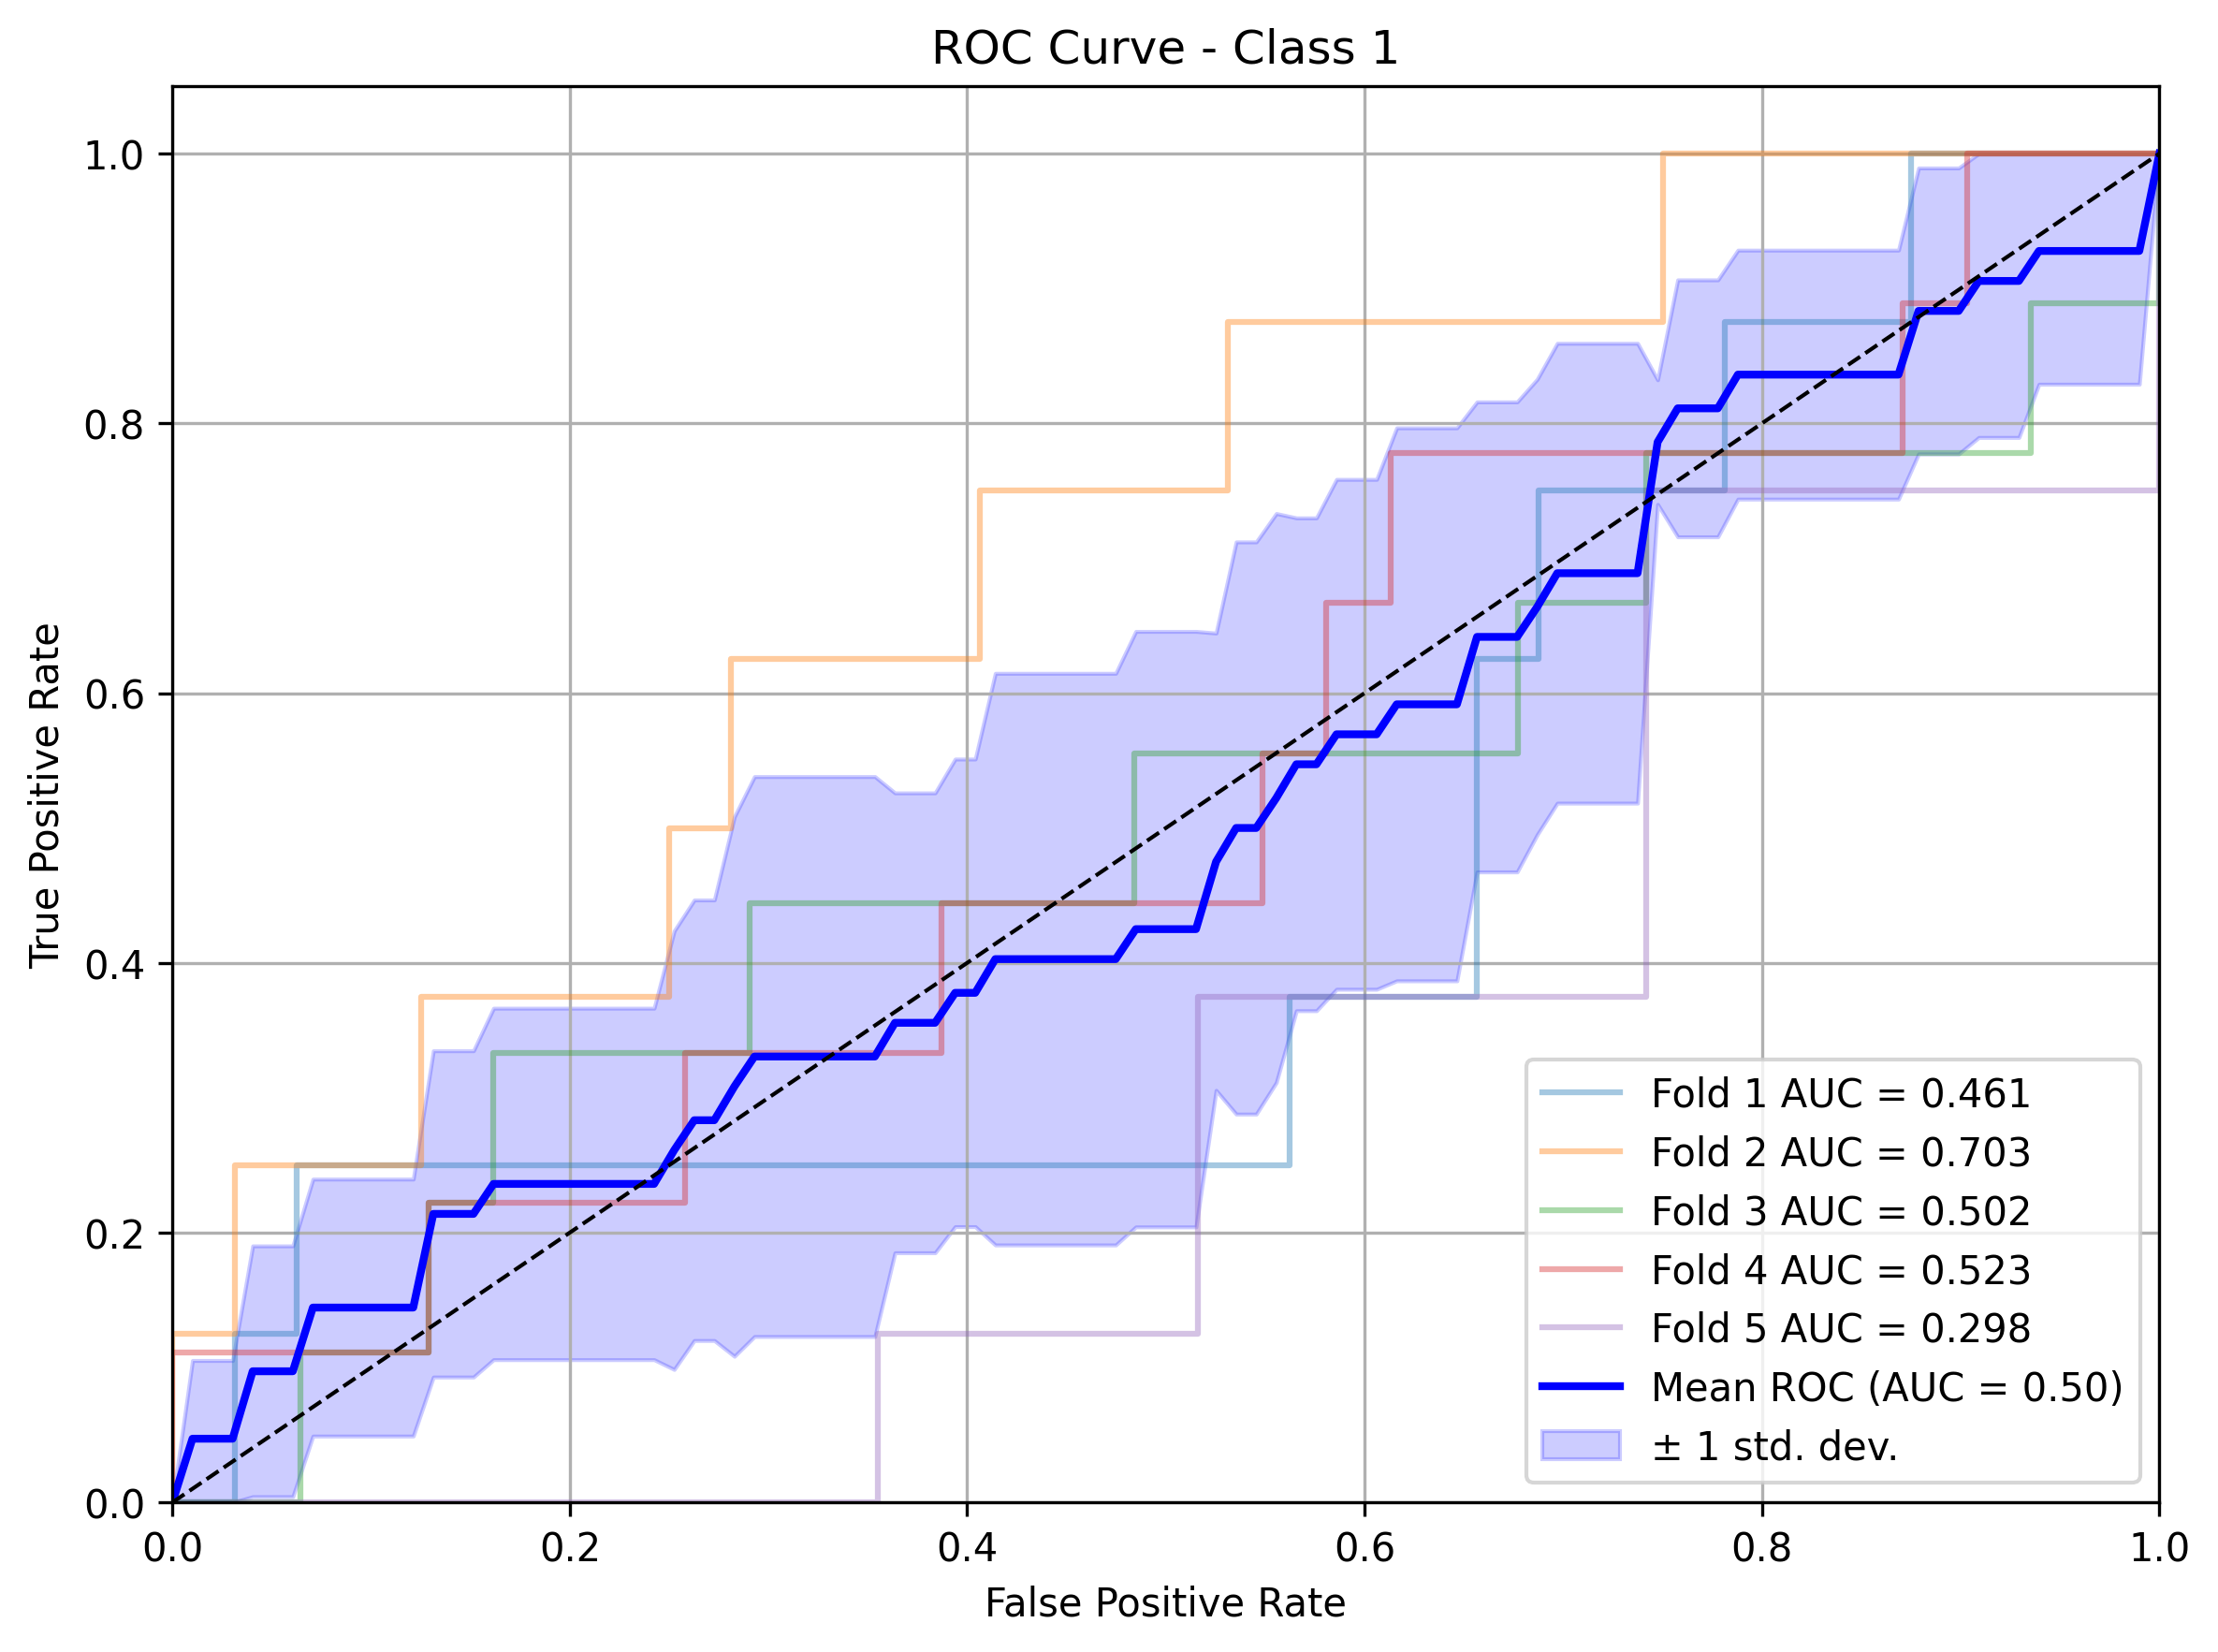 ROC Curve - Class 1
True Positive Rate
1.0
0.8
0.6
0.4
0.2
0.0
0.0 0.2 0.4 0.6 0.8 1.0
False Positive Rate
Fold 1 AUC = 0.461
Fold 2 AUC = 0.703
Fold 3 AUC = 0.502
Fold 4 AUC = 0.523
Fold 5 AUC = 0.298
Mean ROC (AUC = 0.50)
± 1 std. dev.